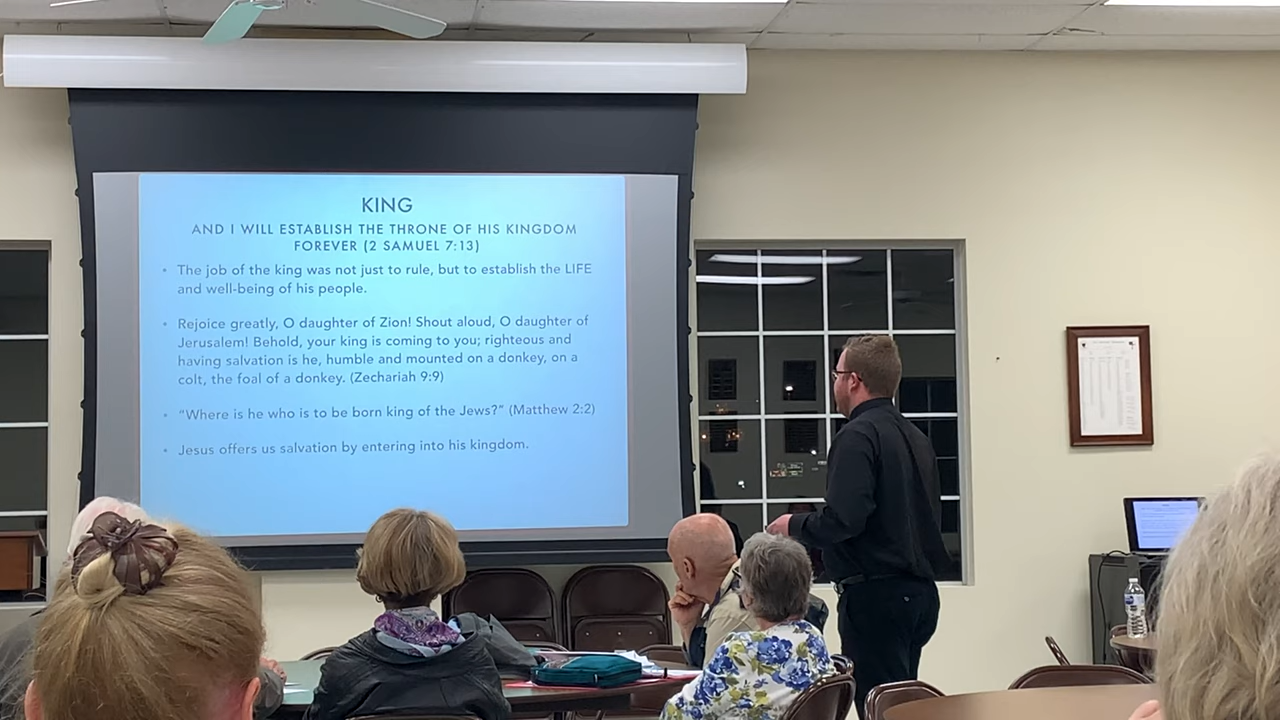 KING
AND I WILL ESTABLISH THE THRONE OF HIS KINGDOM
FOREVER (2 SAMUEL 7:13)
• The job of the king was not just to rule, but to establish the LIFE
and well-being of his people.
• Rejoice greatly, O daughter of Zion! Shout aloud, O daughter of
Jerusalem! Behold, your king is coming to you; righteous and
having salvation is he, humble and mounted on a donkey, on a
colt, the foal of a donkey. (Zechariah 9:9)
• “Where is he who is to be born king of the Jews?” (Matthew 2:2)
• Jesus offers us salvation by entering into his kingdom.